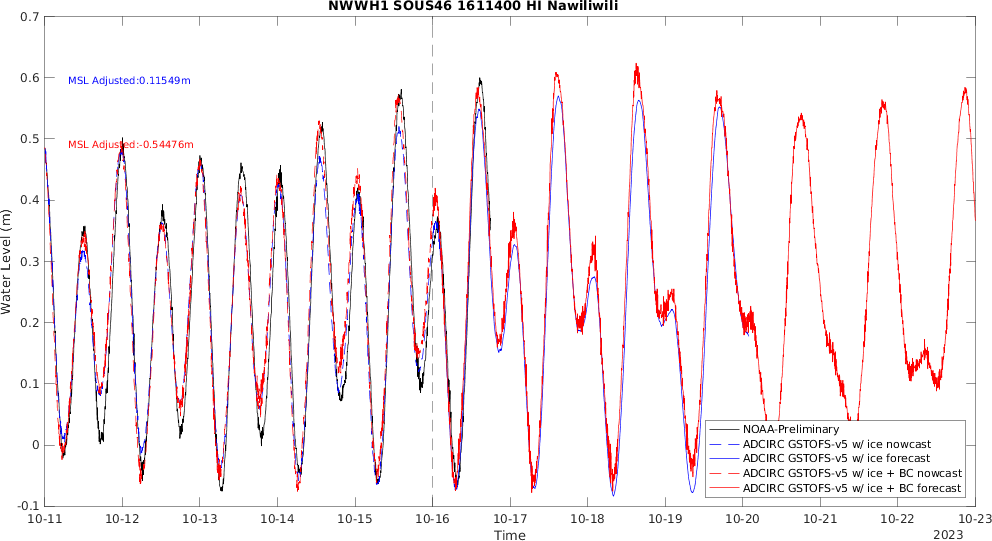 NWWH1 SOUS46 1611400 HI Nawiliwili
0.7
0.6
0.5
0.4
0.3
0.2
0.1
0
-0.1
Water Level (m)
MSL Adjusted:0.11549m
MSL Adjusted:-0.54476m
NOAA-Preliminary
ADCIRC GSTOFS-v5 w/ ice nowcast
ADCIRC GSTOFS-v5 w/ ice forecast
ADCIRC GSTOFS-v5 w/ ice + BC nowcast
ADCIRC GSTOFS-v5 w/ ice + BC forecast
10-11 10-12 10-13 10-14 10-15 10-16 10-17 10-18 10-19 10-20 10-21 10-22 10-23
Time
2023